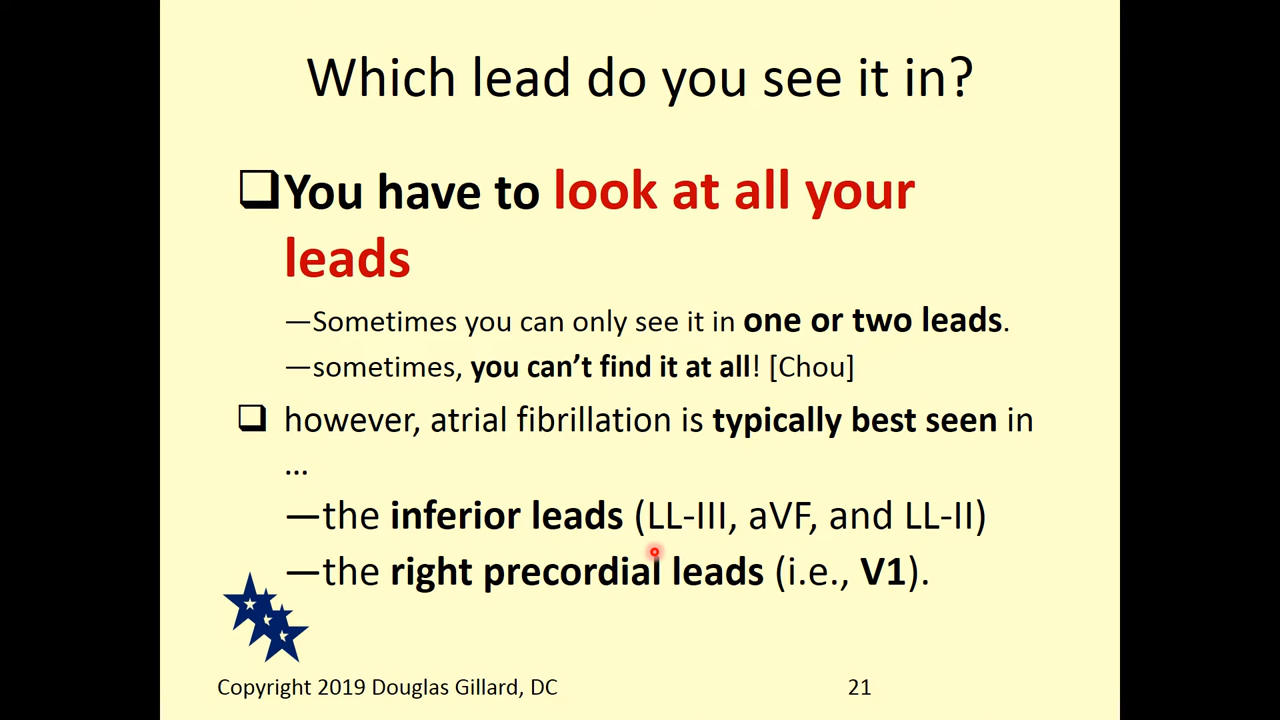 Which lead do you see it in?
❑You have to look at all your
leads
—Sometimes you can only see it in one or two leads.
—sometimes, you can’t find it at all! [Chou]
❑ however, atrial fibrillation is typically best seen in
…
—the inferior leads (LL-III, aVF, and LL-II)
—the right precordial leads (i.e., V1).
Copyright 2019 Douglas Gillard, DC
21